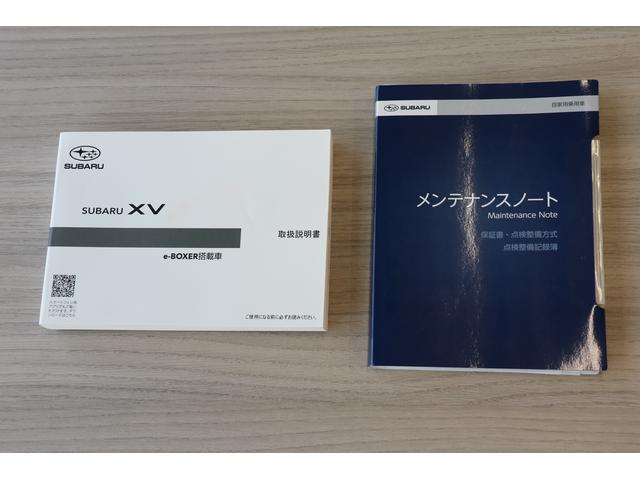 SUBARU
SUBARU XV
取扱説明書
e-BOXER搭載車
ご使用になる前に必ずお読みください。
SUBARU
自家用乗用車
メンテナンスノート
Maintenance Note
保証書・点検整備方式
点検整備記録簿